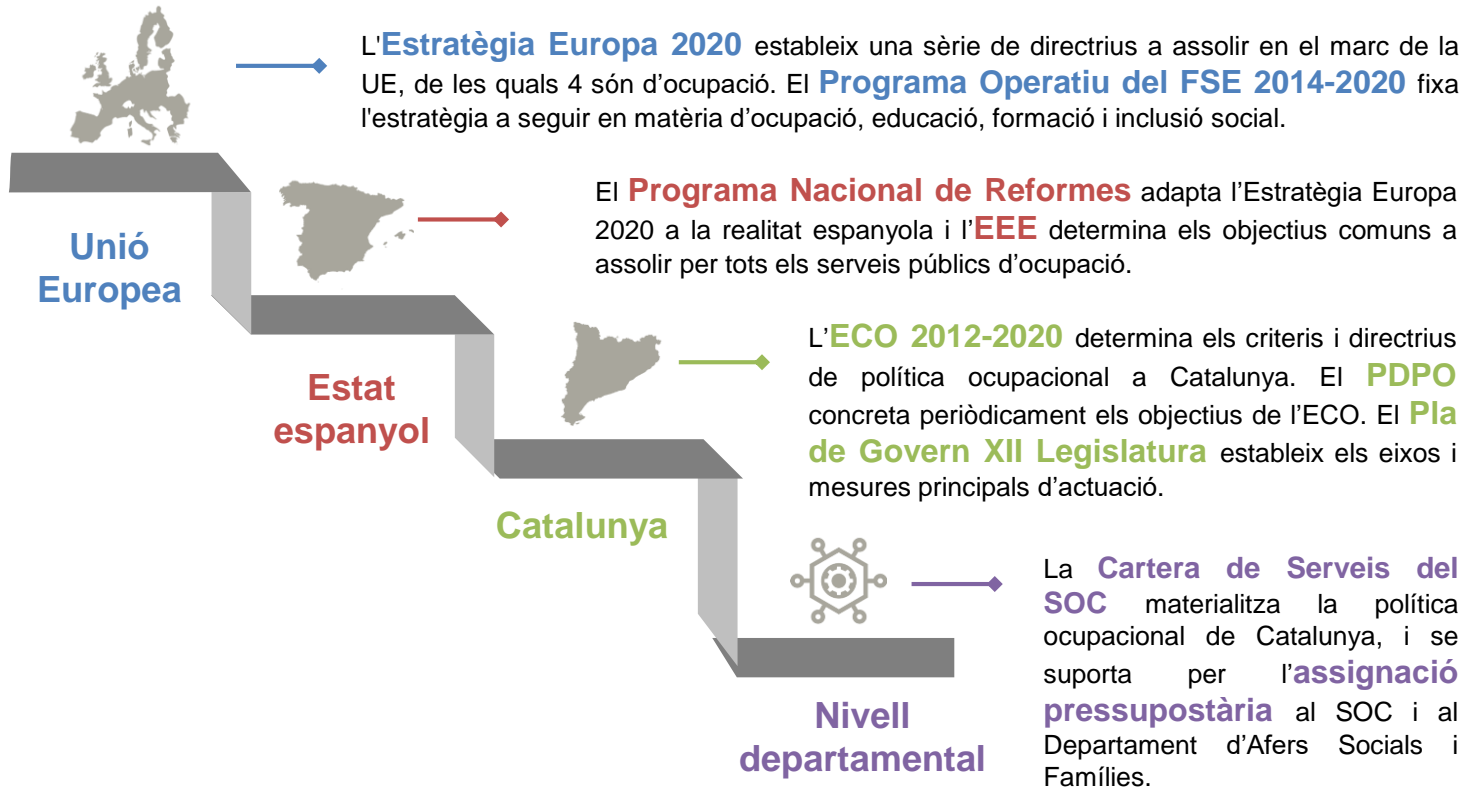 L'Estratègia Europa 2020 estableix una sèrie de directrius a assolir en el marc de la
UE, de les quals 4 són d’ocupació. El Programa Operatiu del FSE 2014-2020 fixa
l'estratègia a seguir en matèria d’ocupació, educació, formació i inclusió social.
Unió
Europea
El Programa Nacional de Reformes adapta l’Estratègia Europa
2020 a la realitat espanyola i l’EEE determina els objectius comuns a
assolir per tots els serveis públics d’ocupació.
Estat
espanyol
L’ECO 2012-2020 determina els criteris i directrius
de política ocupacional a Catalunya. El PDPO
concreta periòdicament els objectius de l’ECO. El Pla
de Govern XII Legislatura estableix els eixos i
mesures principals d’actuació.
Catalunya
La Cartera de Serveis del
SOC materialitza la política
ocupacional de Catalunya, i se
suporta per l’assignació
pressupostària al SOC i al
Departament d’Afers Socials i
Famílies.
Nivell
departamental